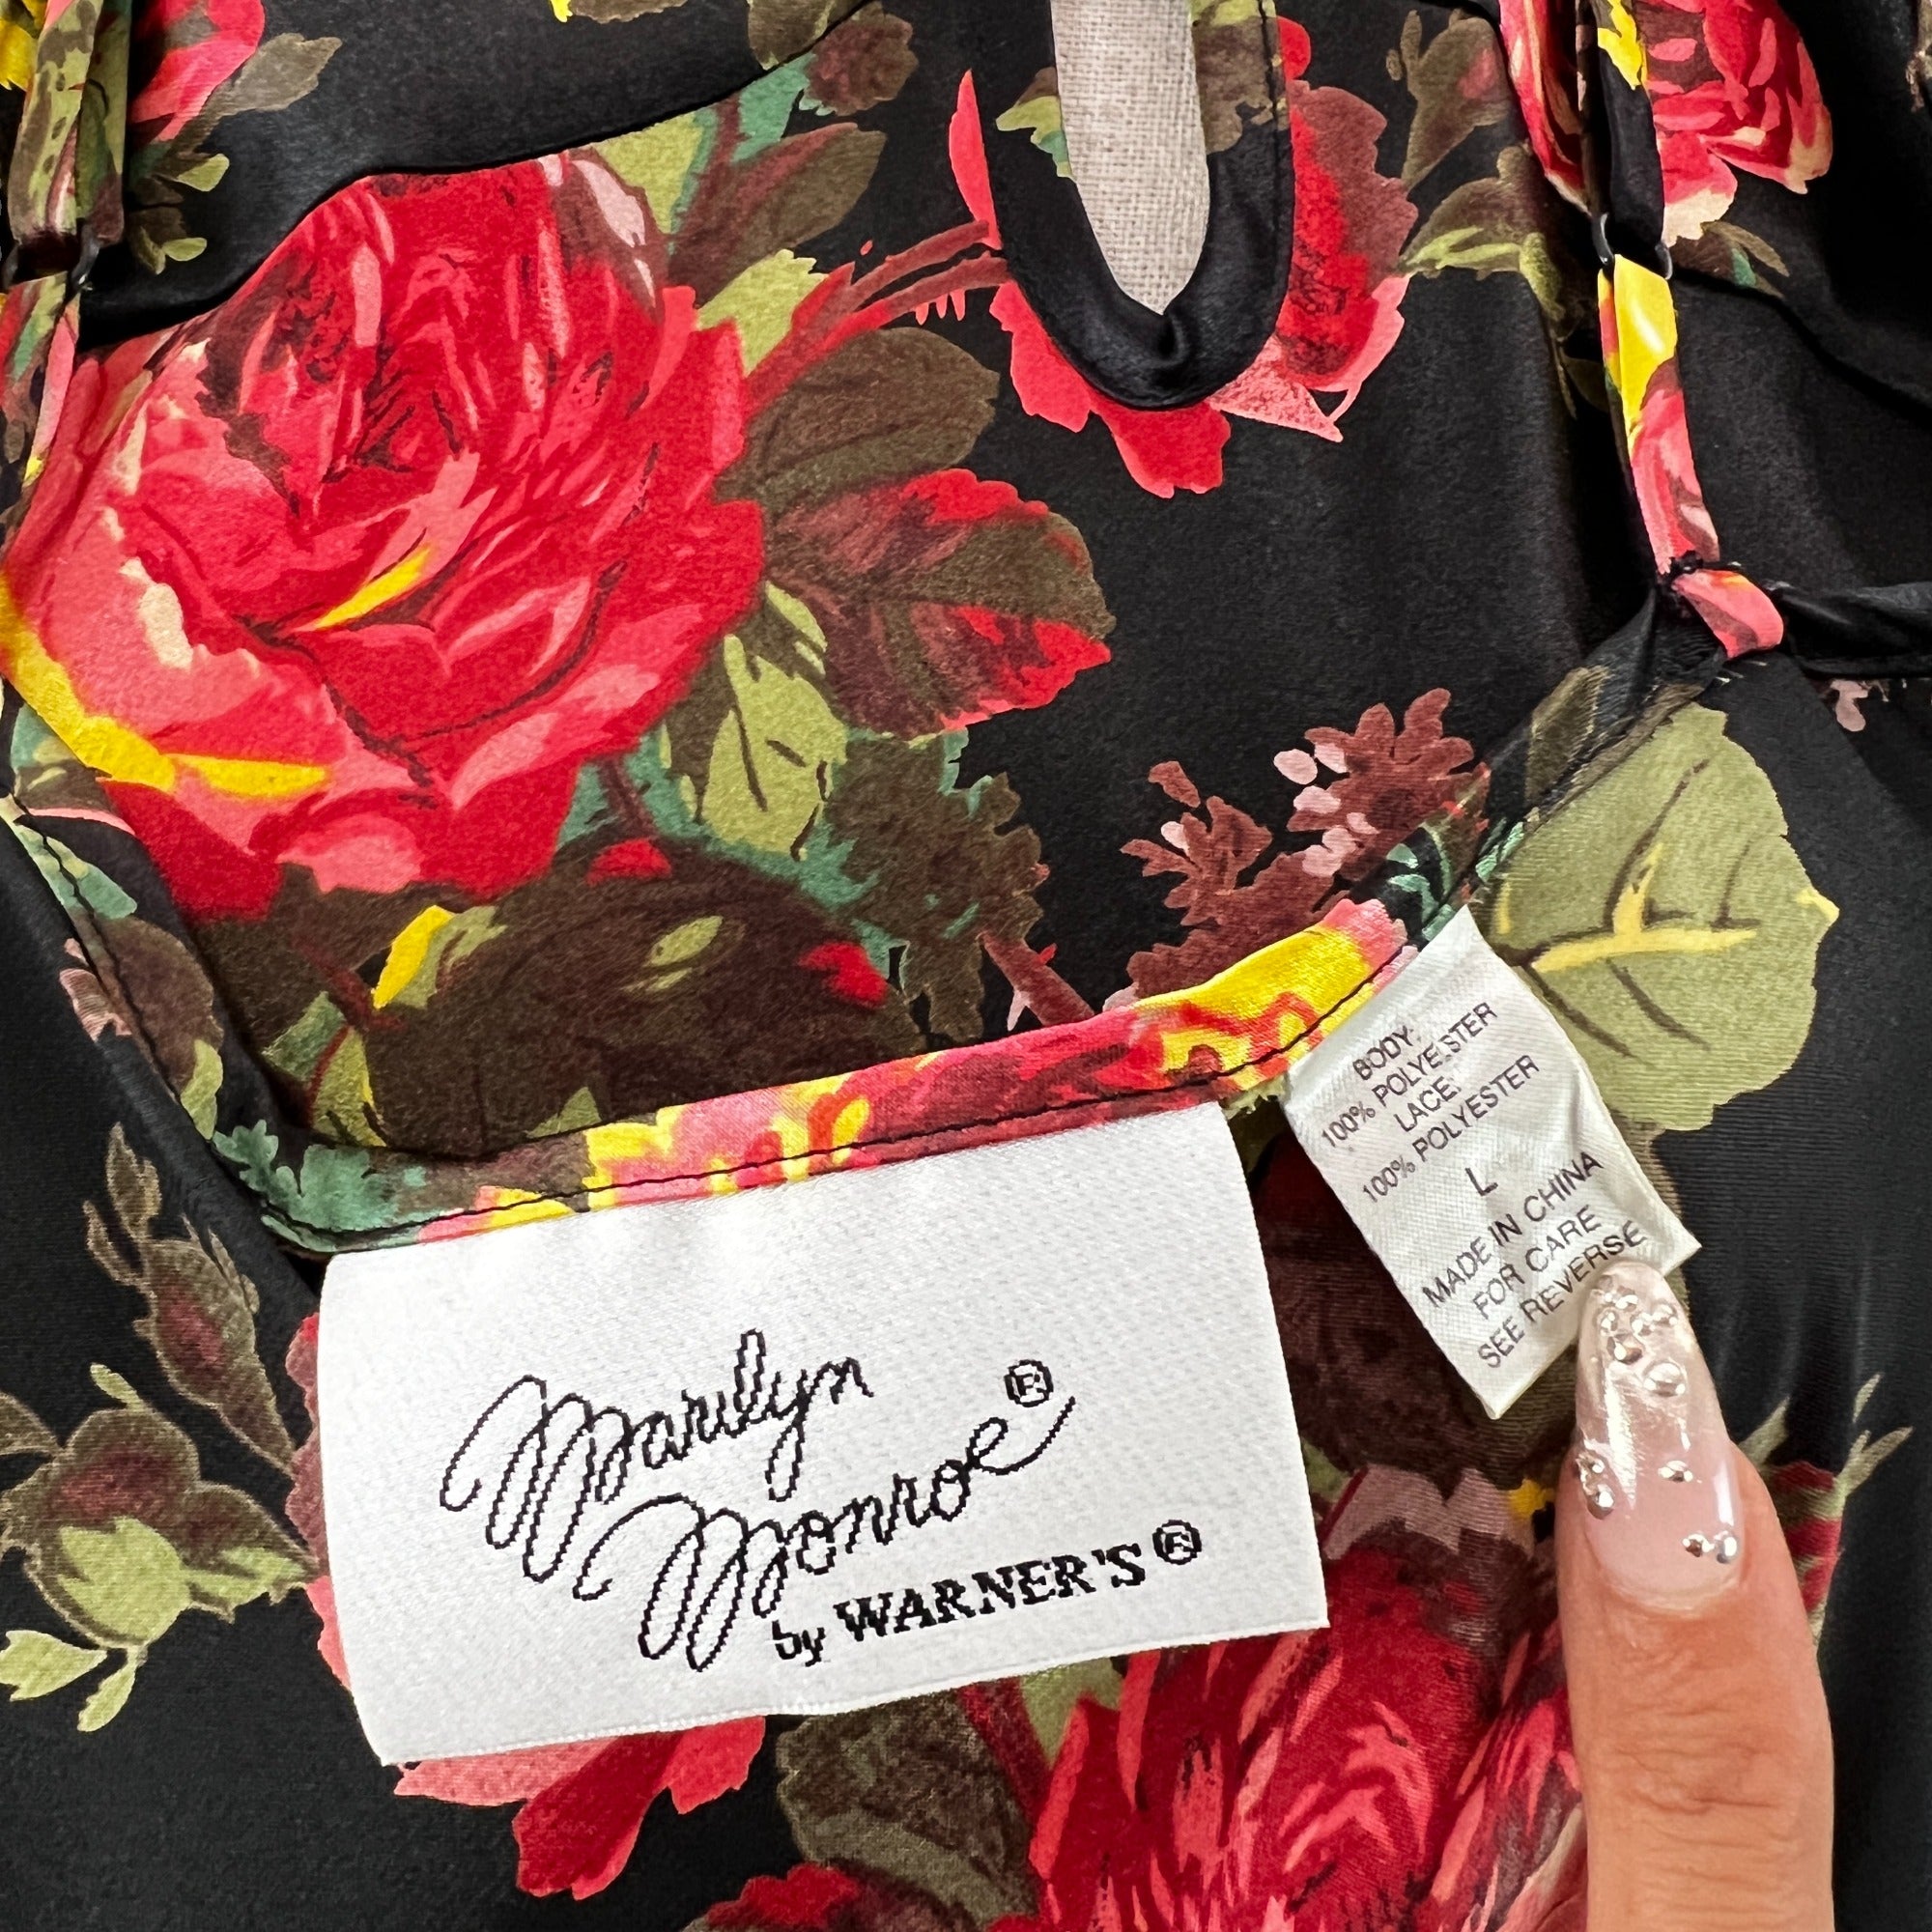 BODY:
100% POLYESTER
LACE:
100% POLYESTER
L
MADE IN CHINA
FOR CARE
SEE REVERSE
Marilyn
Monroe®
by WARNER'S®